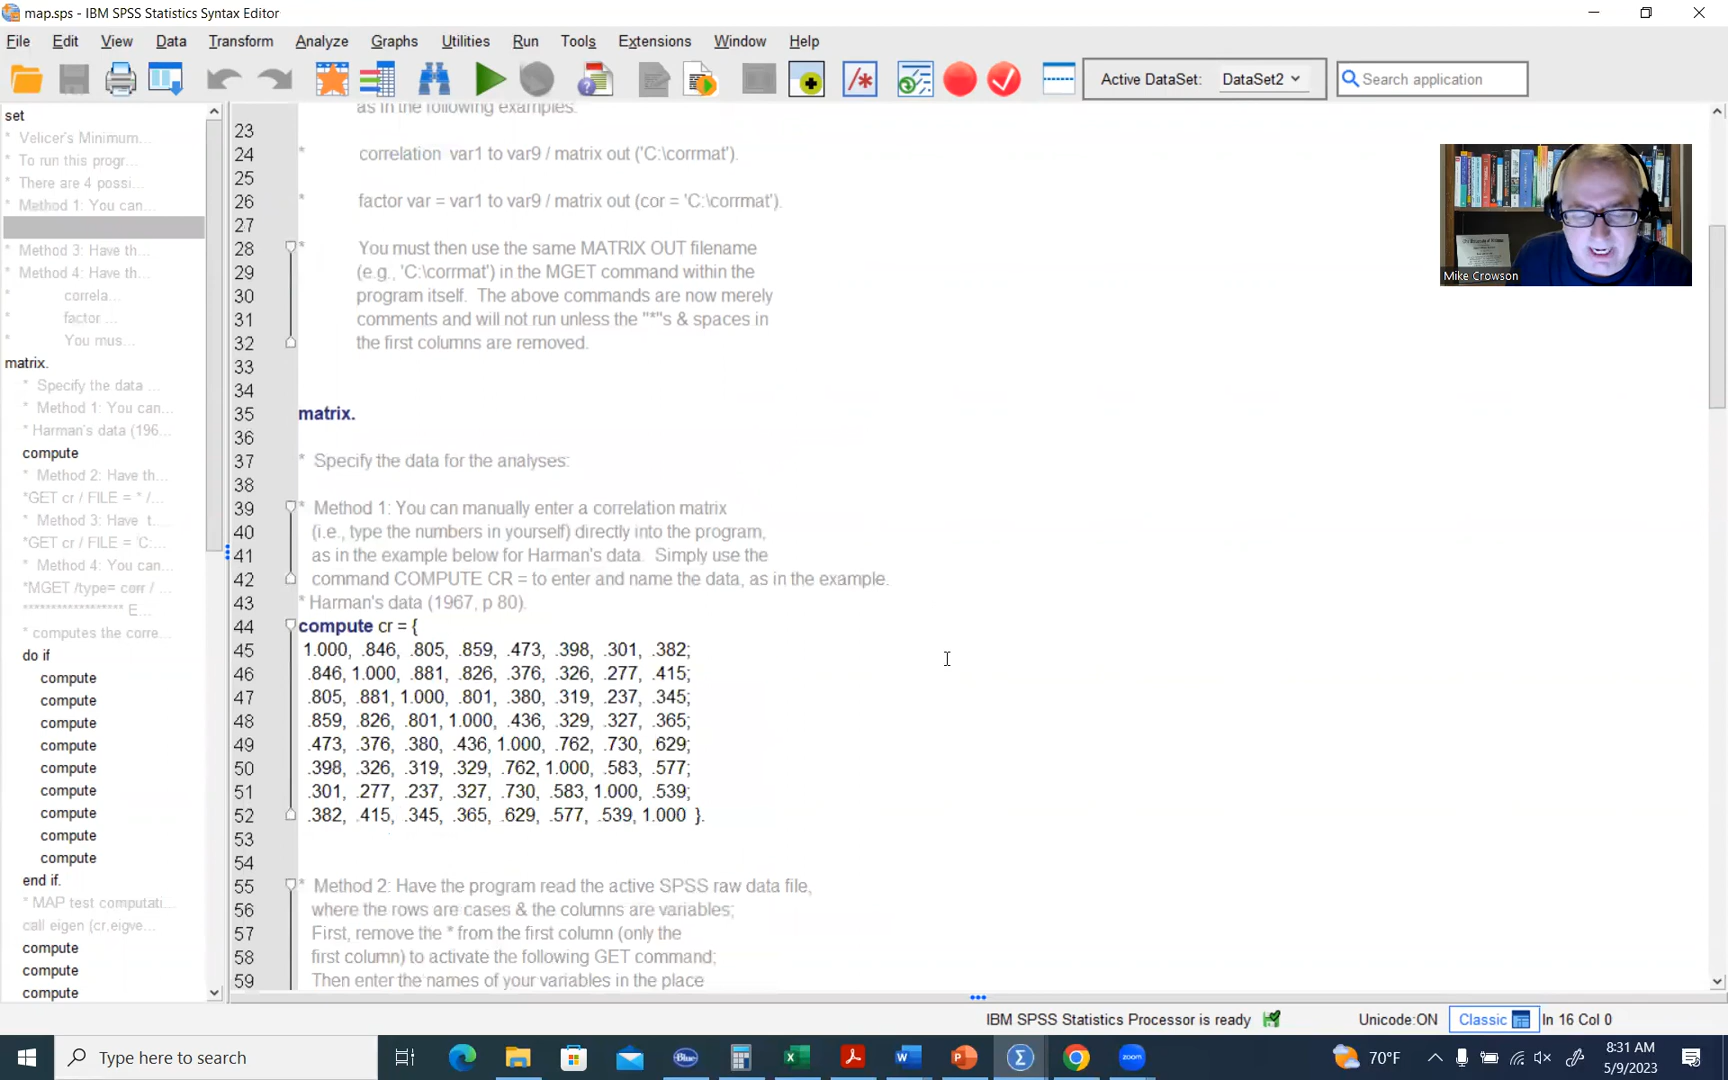 map.sps - IBM SPSS Statistics Syntax Editor
File Edit View Data Transform Analyze Graphs Utilities Run Tools Extensions Window Help
Active DataSet: DataSet2
Search application
set
* Velicer's Minimum...
* To run this progr...
* There are 4 possi...
* Method 1: You can...
* Method 3: Have th...
* Method 4: Have th...
* correla...
* factor ...
* You mus...
matrix.
* Specify the data ...
* Method 1: You can...
* Harman's data (196...
compute
* Method 2: Have th...
*GET cr / FILE = * /...
* Method 3: Have t...
*GET cr / FILE = 'C:...
* Method 4: You can...
*MGET /type= corr / ...
****************** E...
* computes the corre...
do if
compute
compute
compute
compute
compute
compute
compute
compute
compute
end if.
* MAP test computati...
call eigen (cr,eigve...
compute
compute
compute
as in the following examples:
23
24 * correlation var1 to var9 / matrix out ('C:\corrmat').
25
26 * factor var = var1 to var9 / matrix out (cor = 'C:\corrmat').
27
28 * You must then use the same MATRIX OUT filename
29 (e.g., 'C:\corrmat') in the MGET command within the
30 program itself. The above commands are now merely
31 comments and will not run unless the "*"s & spaces in
32 the first columns are removed.
33
34
35 matrix.
36
37 * Specify the data for the analyses:
38
39 * Method 1: You can manually enter a correlation matrix
40 (i.e., type the numbers in yourself) directly into the program,
41 as in the example below for Harman's data. Simply use the
42 command COMPUTE CR = to enter and name the data, as in the example.
43 * Harman's data (1967, p 80).
44 compute cr = {
45 1.000, .846, .805, .859, .473, .398, .301, .382;
46 .846, 1.000, .881, .826, .376, .326, .277, .415;
47 .805, .881, 1.000, .801, .380, .319, .237, .345;
48 .859, .826, .801, 1.000, .436, .329, .327, .365;
49 .473, .376, .380, .436, 1.000, .762, .730, .629;
50 .398, .326, .319, .329, .762, 1.000, .583, .577;
51 .301, .277, .237, .327, .730, .583, 1.000, .539;
52 .382, .415, .345, .365, .629, .577, .539, 1.000 }.
53
54
55 * Method 2: Have the program read the active SPSS raw data file,
56 where the rows are cases & the columns are variables;
57 First, remove the * from the first column (only the
58 first column) to activate the following GET command;
59 Then enter the names of your variables in the place
Mike Crowson
IBM SPSS Statistics Processor is ready
Unicode:ON
Classic
In 16 Col 0
Type here to search
Blue
zoom
70°F
8:31 AM
5/9/2023